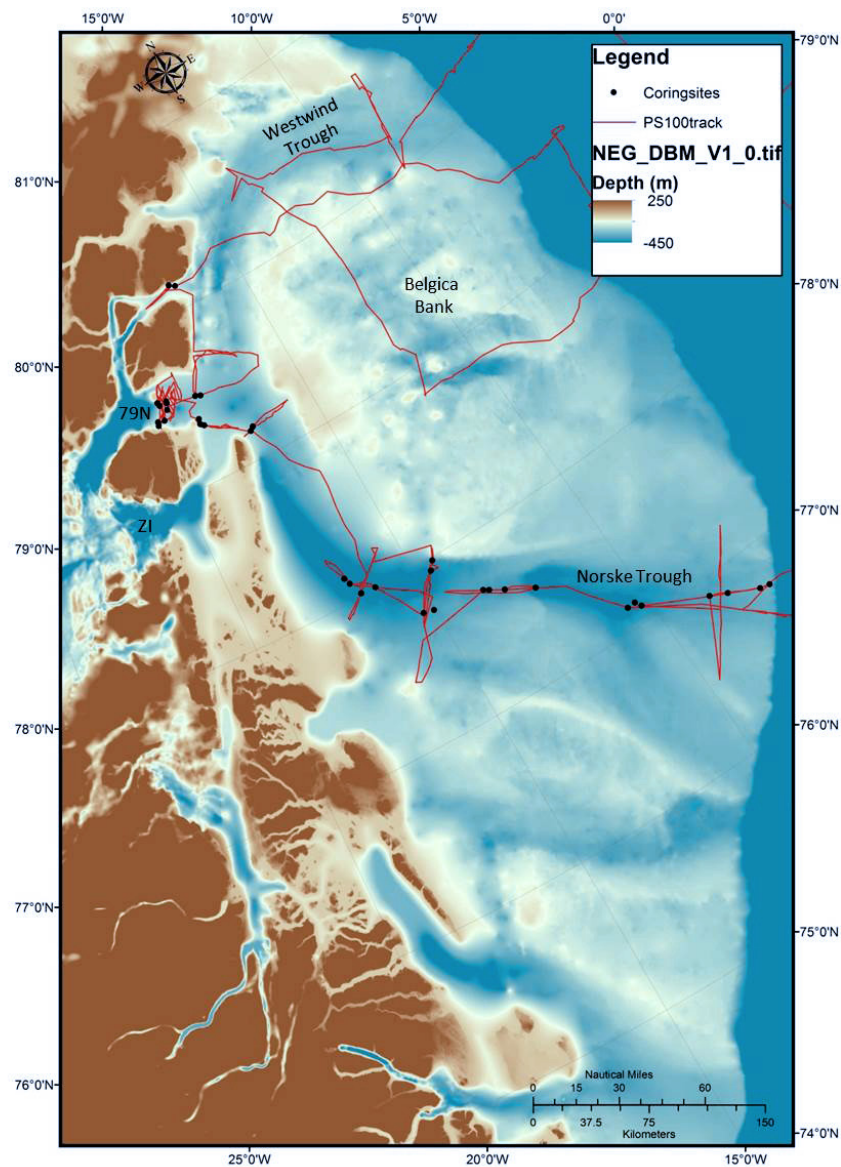 15°0'W 10°0'W 5°0'W 0°0'
79°0'N
N
E
W
S
Legend
Coringsites
PS100track
NEG_DBM_V1_0.tif
Depth (m)
250
-450
Westwind
Trough
81°0'N
78°0'N
Belgica
Bank
80°0'N
79N
77°0'N
ZI
79°0'N
Norske Trough
78°0'N
76°0'N
77°0'N
75°0'N
Nautical Miles
0 15 30 60
76°0'N
0 37.5 75 150
Kilometers
74°0'N
25°0'W 20°0'W 15°0'W